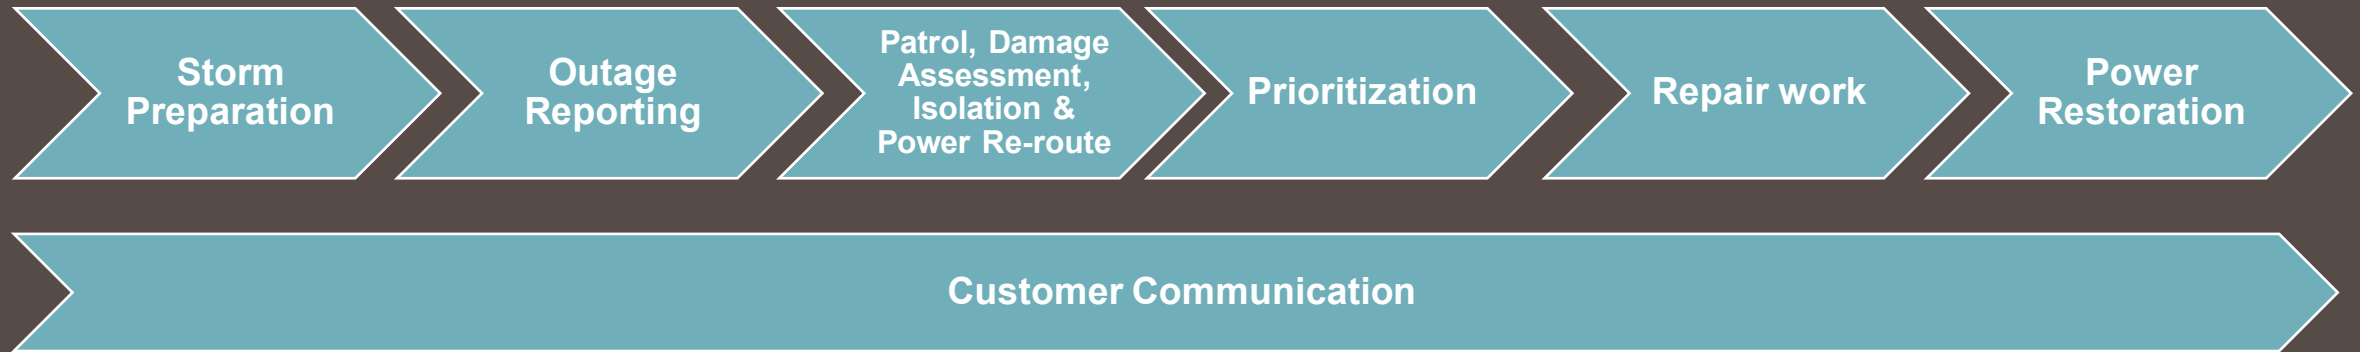 Storm
Preparation
Outage
Reporting
Patrol, Damage
Assessment,
Isolation &
Power Re-route
Prioritization
Repair work
Power
Restoration
Customer Communication